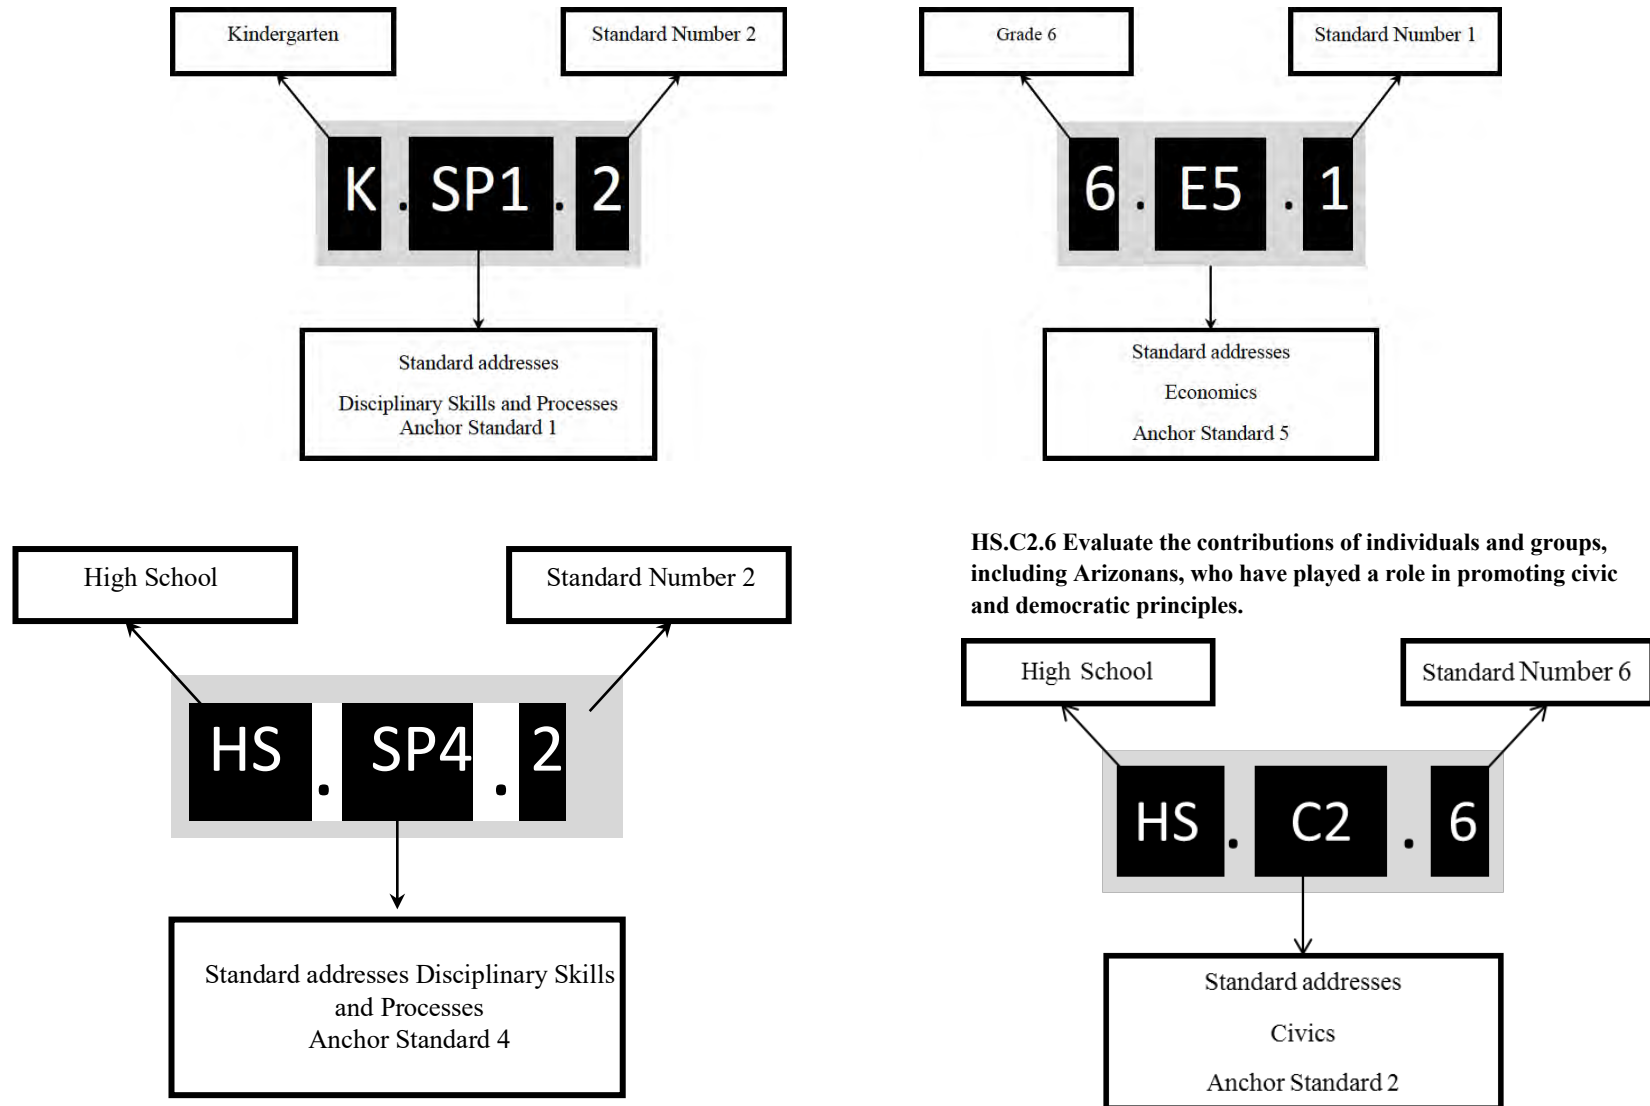 Kindergarten
Standard Number 2
K . SP1 . 2
Standard addresses
Disciplinary Skills and Processes
Anchor Standard 1
Grade 6
Standard Number 1
6 . E5 . 1
Standard addresses
Economics
Anchor Standard 5
High School
Standard Number 2
HS . SP4 . 2
Standard addresses Disciplinary Skills
and Processes
Anchor Standard 4
HS.C2.6 Evaluate the contributions of individuals and groups,
including Arizonans, who have played a role in promoting civic
and democratic principles.
High School
Standard Number 6
HS . C2 . 6
Standard addresses
Civics
Anchor Standard 2